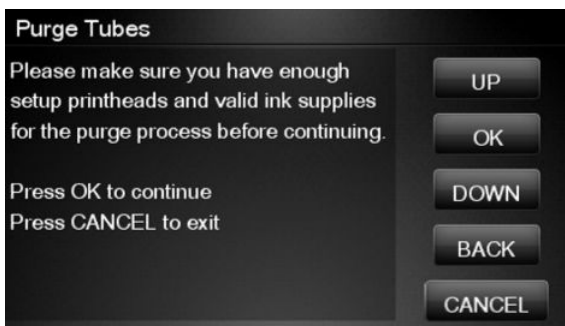 Purge Tubes
Please make sure you have enough
setup printheads and valid ink supplies
for the purge process before continuing.
Press OK to continue
Press CANCEL to exit
UP
OK
DOWN
BACK
CANCEL